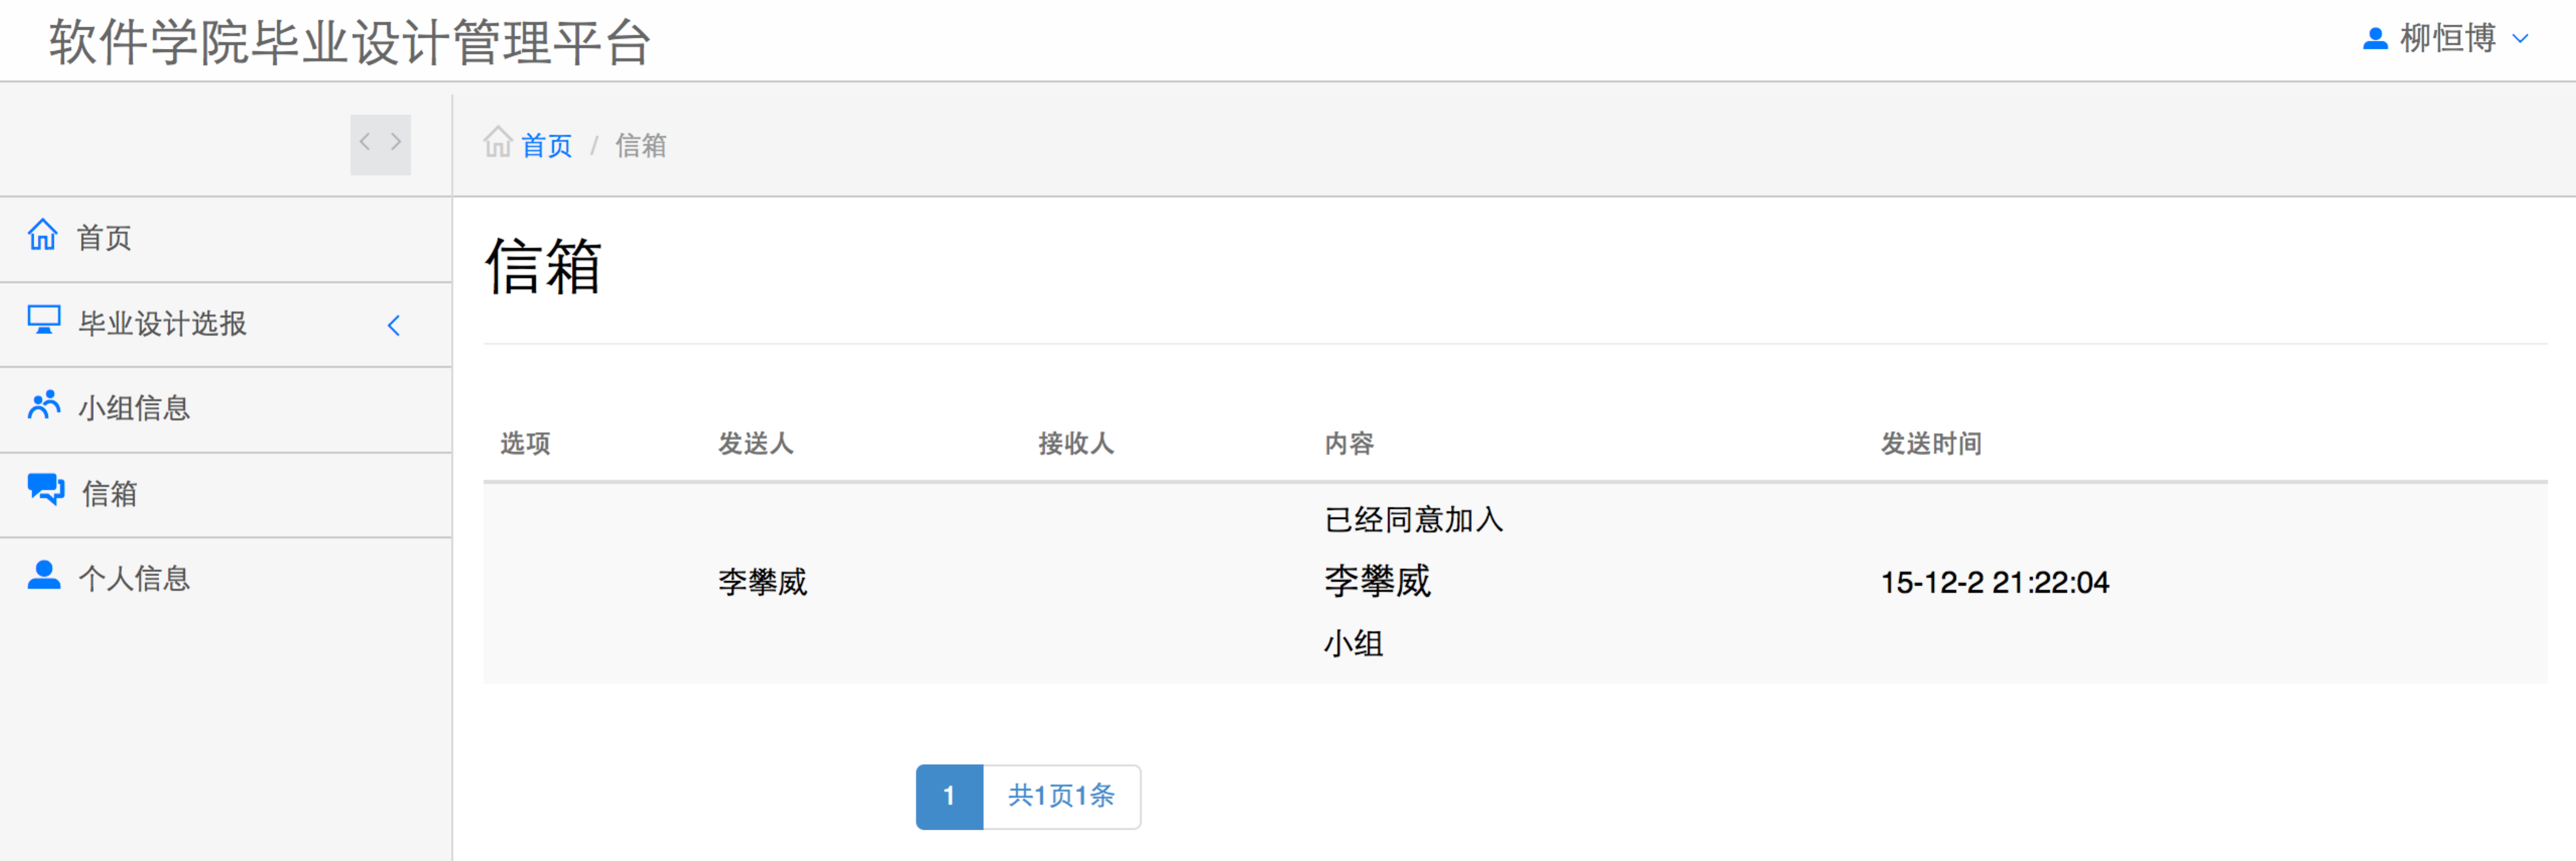 软件学院毕业设计管理平台
柳恒博
首页 / 信箱
首页
毕业设计选报
小组信息
信箱
个人信息
信箱
选项 发送人 接收人 内容 发送时间
已经同意加入
李攀威 李攀威 15-12-2 21:22:04
小组
1 共1页1条